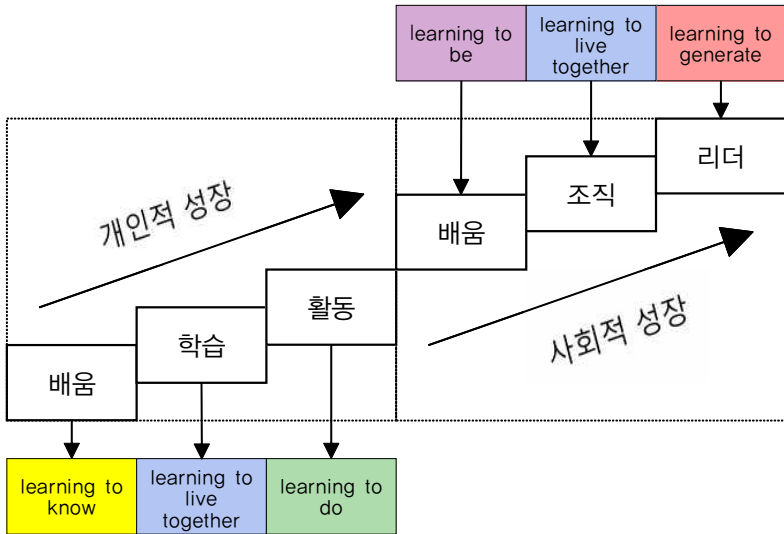 learning to
be
learning to
live
together
learning to
generate
리더
조직
배움
개인적 성장
활동
학습
배움
사회적 성장
learning to
know
learning to
live
together
learning to
do